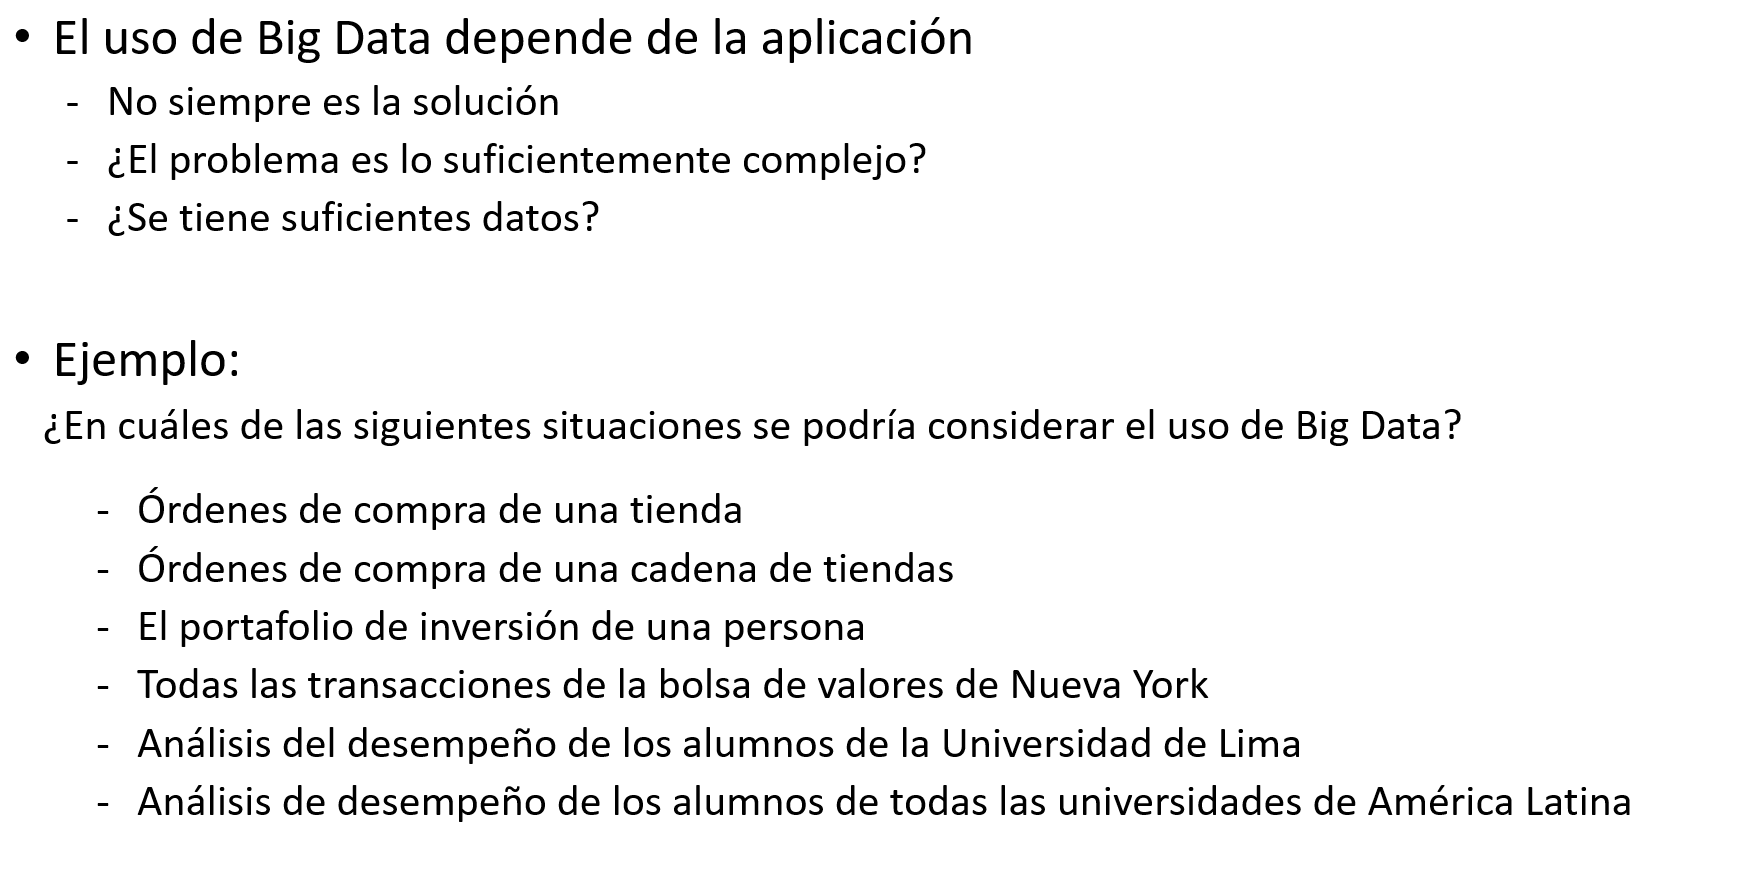 • El uso de Big Data depende de la aplicación
- No siempre es la solución
- ¿El problema es lo suficientemente complejo?
- ¿Se tiene suficientes datos?
• Ejemplo:
¿En cuáles de las siguientes situaciones se podría considerar el uso de Big Data?
- Órdenes de compra de una tienda
- Órdenes de compra de una cadena de tiendas
- El portafolio de inversión de una persona
- Todas las transacciones de la bolsa de valores de Nueva York
- Análisis del desempeño de los alumnos de la Universidad de Lima
- Análisis de desempeño de los alumnos de todas las universidades de América Latina